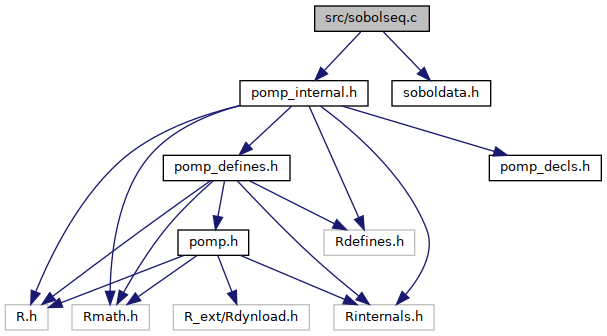 src/sobolseq.c
pomp_internal.h
soboldata.h
pomp_defines.h
pomp_decls.h
pomp.h
Rdefines.h
R.h
Rmath.h
R_ext/Rdynload.h
Rinternals.h